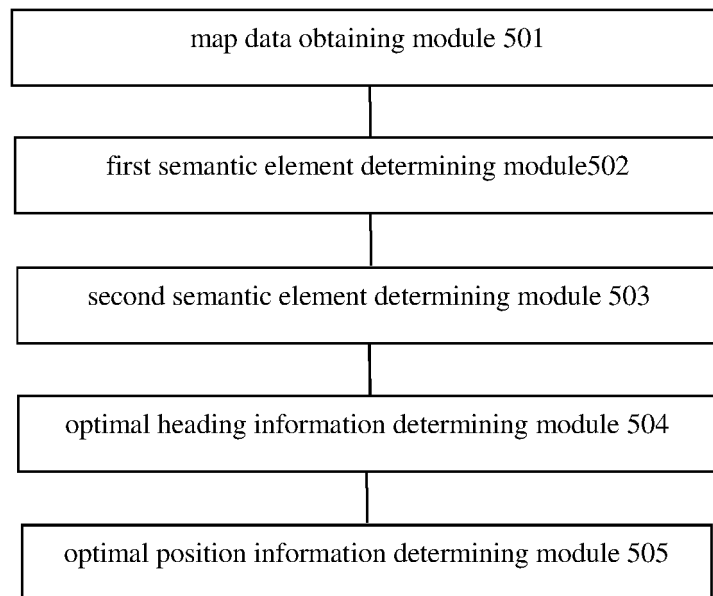 map data obtaining module 501
first semantic element determining module502
second semantic element determining module 503
optimal heading information determining module 504
optimal position information determining module 505